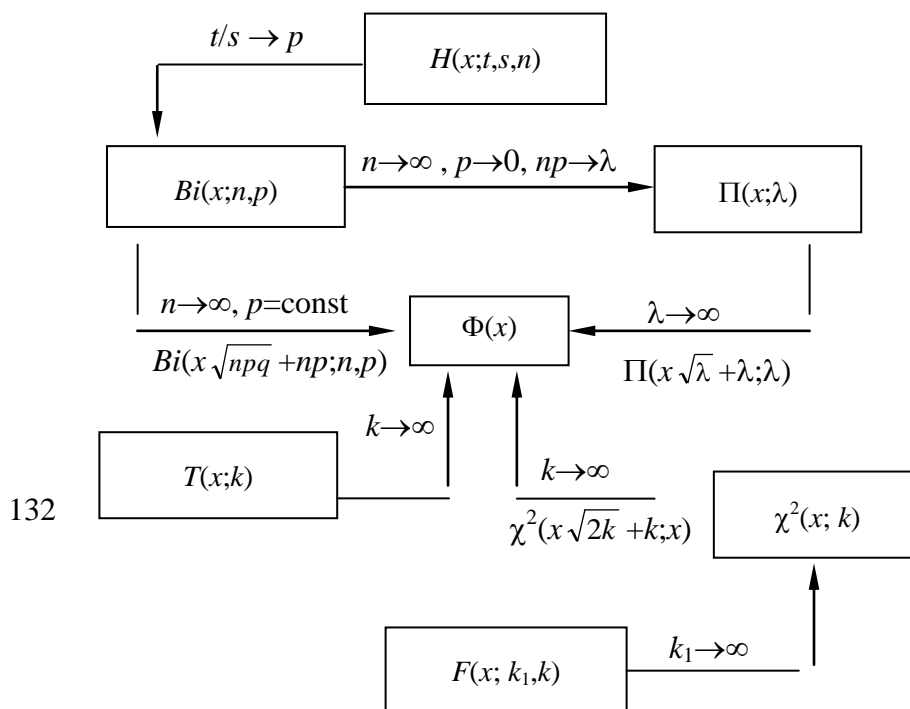 t/s → p
H(x;t,s,n)
n→∞ , p→0, np→λ
Bi(x;n,p)
Π(x;λ)
n→∞, p=const
Φ(x)
λ→∞
Bi(x√npq +np;n,p)
Π(x√λ +λ;λ)
k→∞
T(x;k)
k→∞
χ²(x√2k +k;x)
χ²(x; k)
132
k₁→∞
F(x; k₁,k)